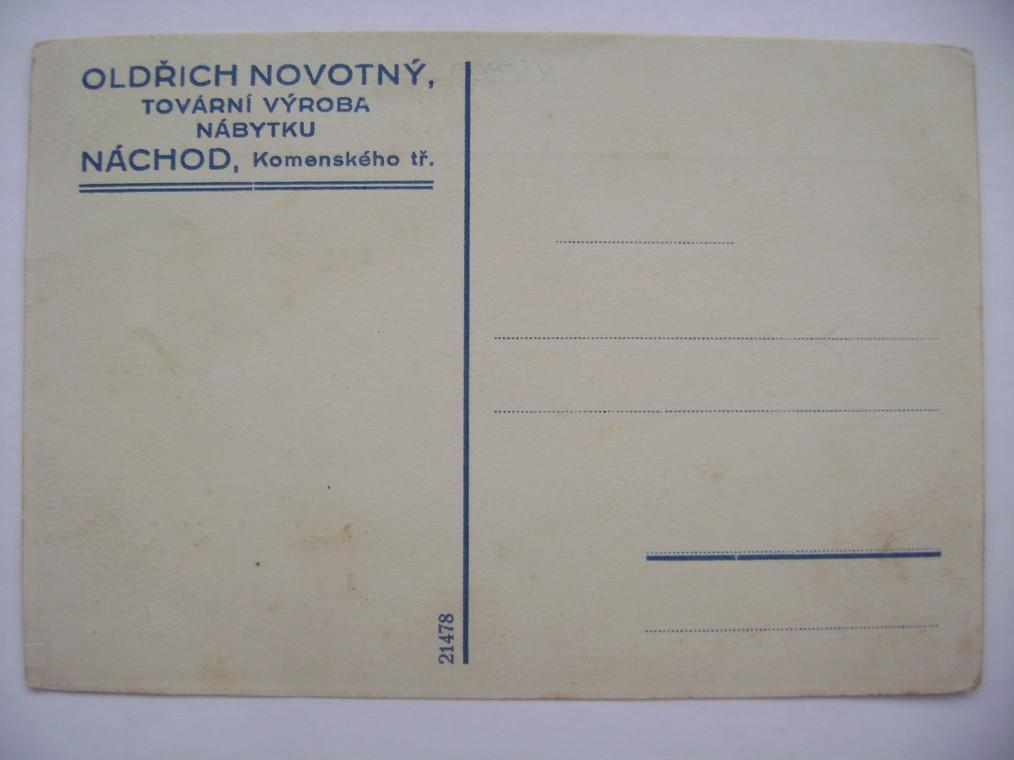 OLDŘICH NOVOTNÝ,
TOVÁRNÍ VÝROBA
NÁBYTKU
NÁCHOD, Komenského tř.
21478